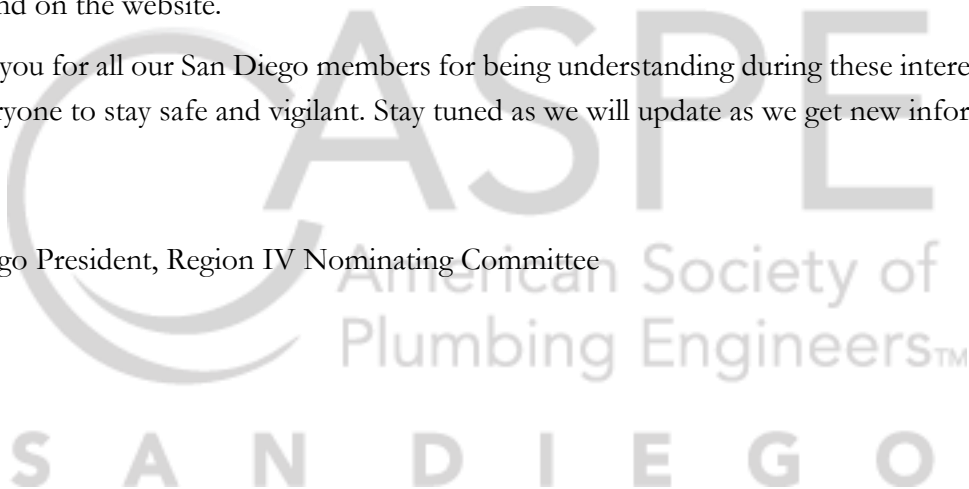 nd on the website.
you for all our San Diego members for being understanding during these intere
ryone to stay safe and vigilant. Stay tuned as we will update as we get new infor
go President, Region IV Nominating Committee
ASPE
American Society of
Plumbing Engineers™
SAN DIEGO